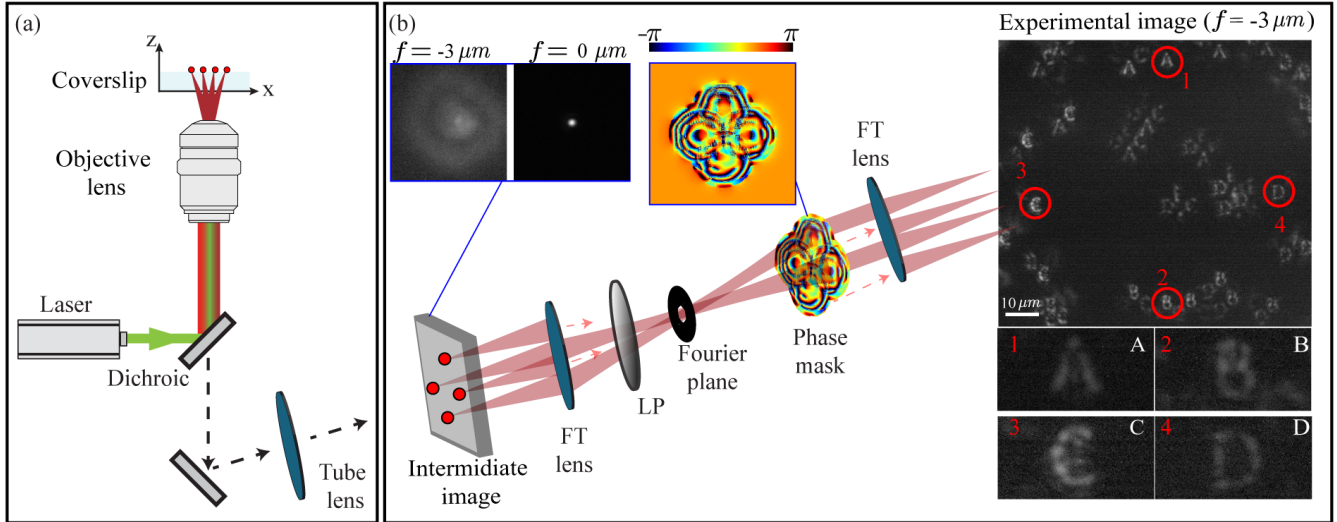 (a)
z
Coverslip
x
Objective
lens
Laser
Dichroic
Tube
lens
(b)
f = -3 μm
f = 0 μm
-π
π
Intermidiate
image
FT
lens
LP
Fourier
plane
Phase
mask
FT
lens
Experimental image (f = -3 μm)
A
1
3
€
D
4
2
B
10 μm
1
A
A
2
B
B
3
€
C
4
D
D